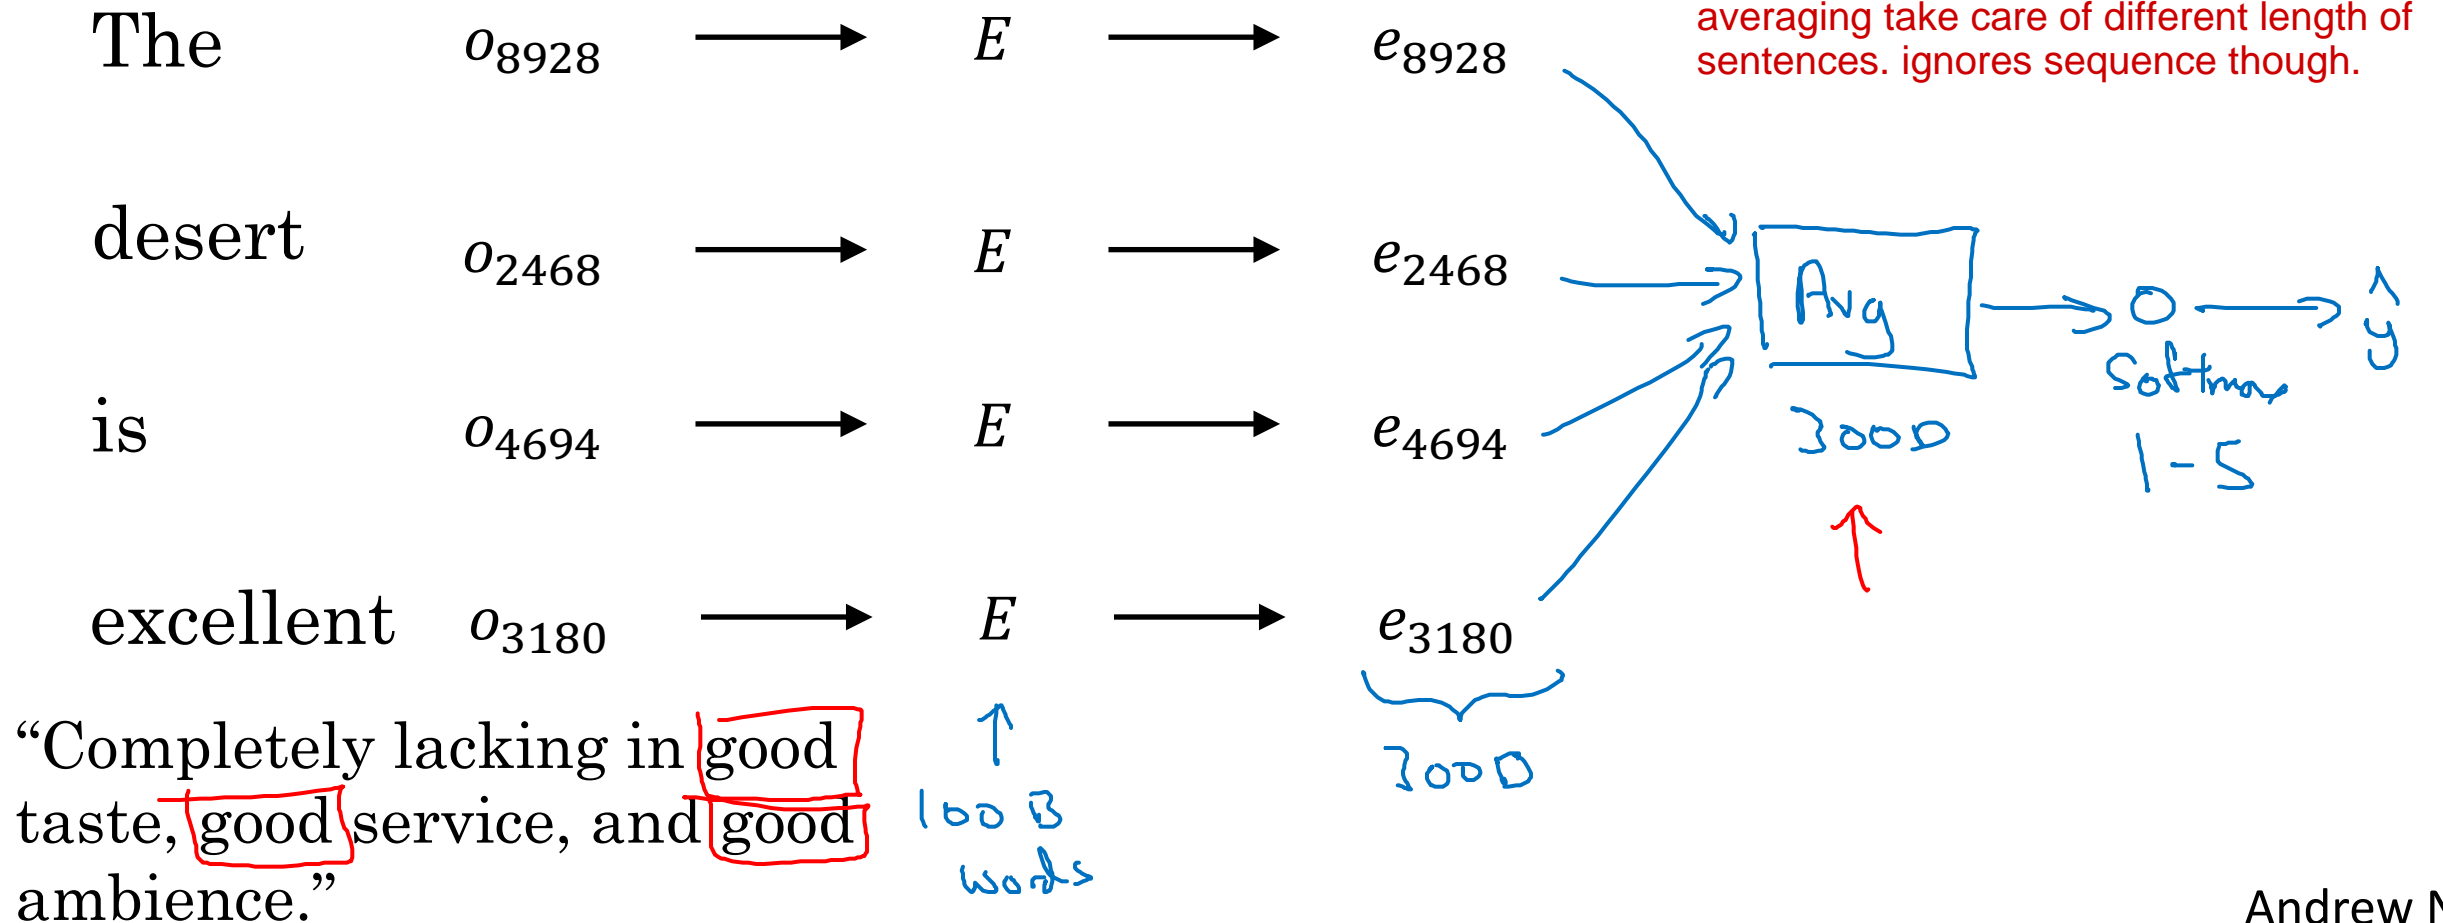 averaging take care of different length of
sentences. ignores sequence though.
The o₈₉₂₈ → E → e₈₉₂₈
desert o₂₄₆₈ → E → e₂₄₆₈
Avg → O → ŷ
Softmax
300D
1-5
is o₄₆₉₄ → E → e₄₆₉₄
excellent o₃₁₈₀ → E → e₃₁₈₀
300D
“Completely lacking in good
taste, good service, and good
ambience.”
100B
words
Andrew N